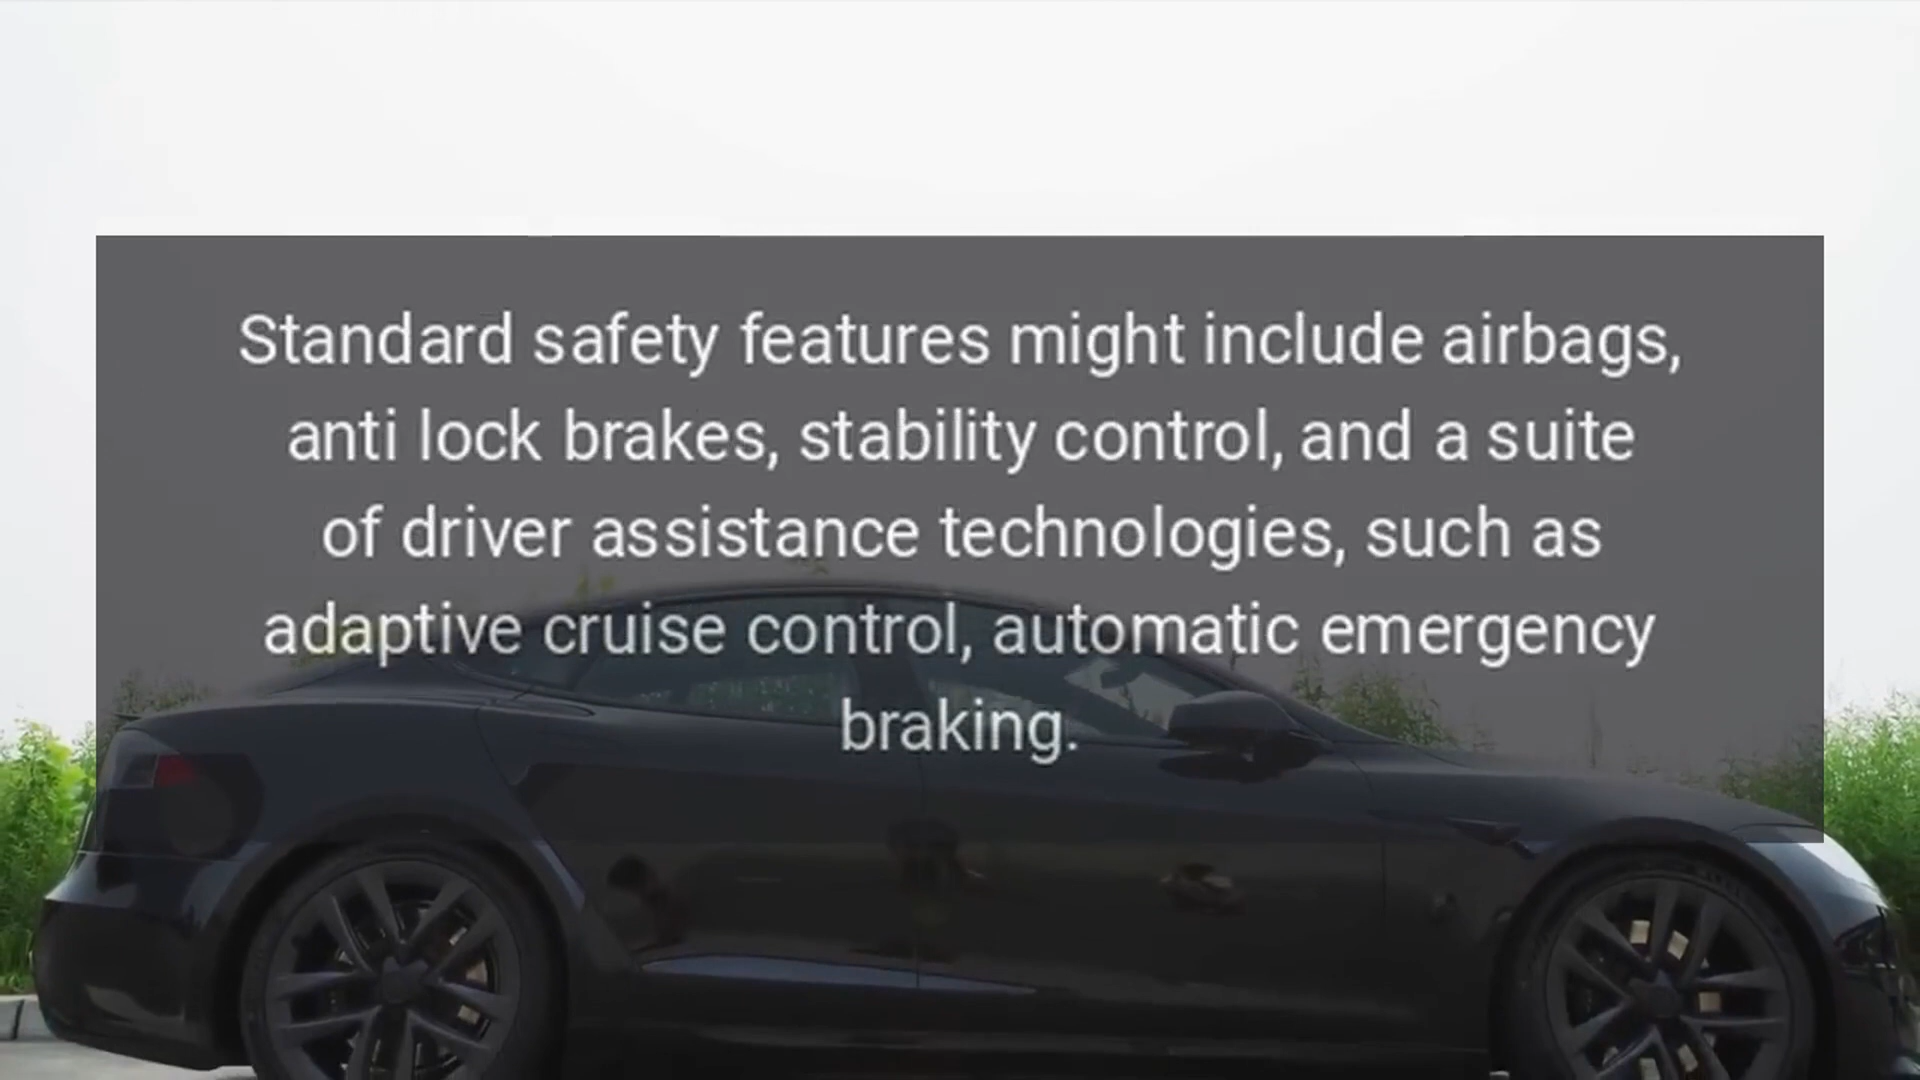 Standard safety features might include airbags,
anti lock brakes, stability control, and a suite
of driver assistance technologies, such as
adaptive cruise control, automatic emergency
braking.